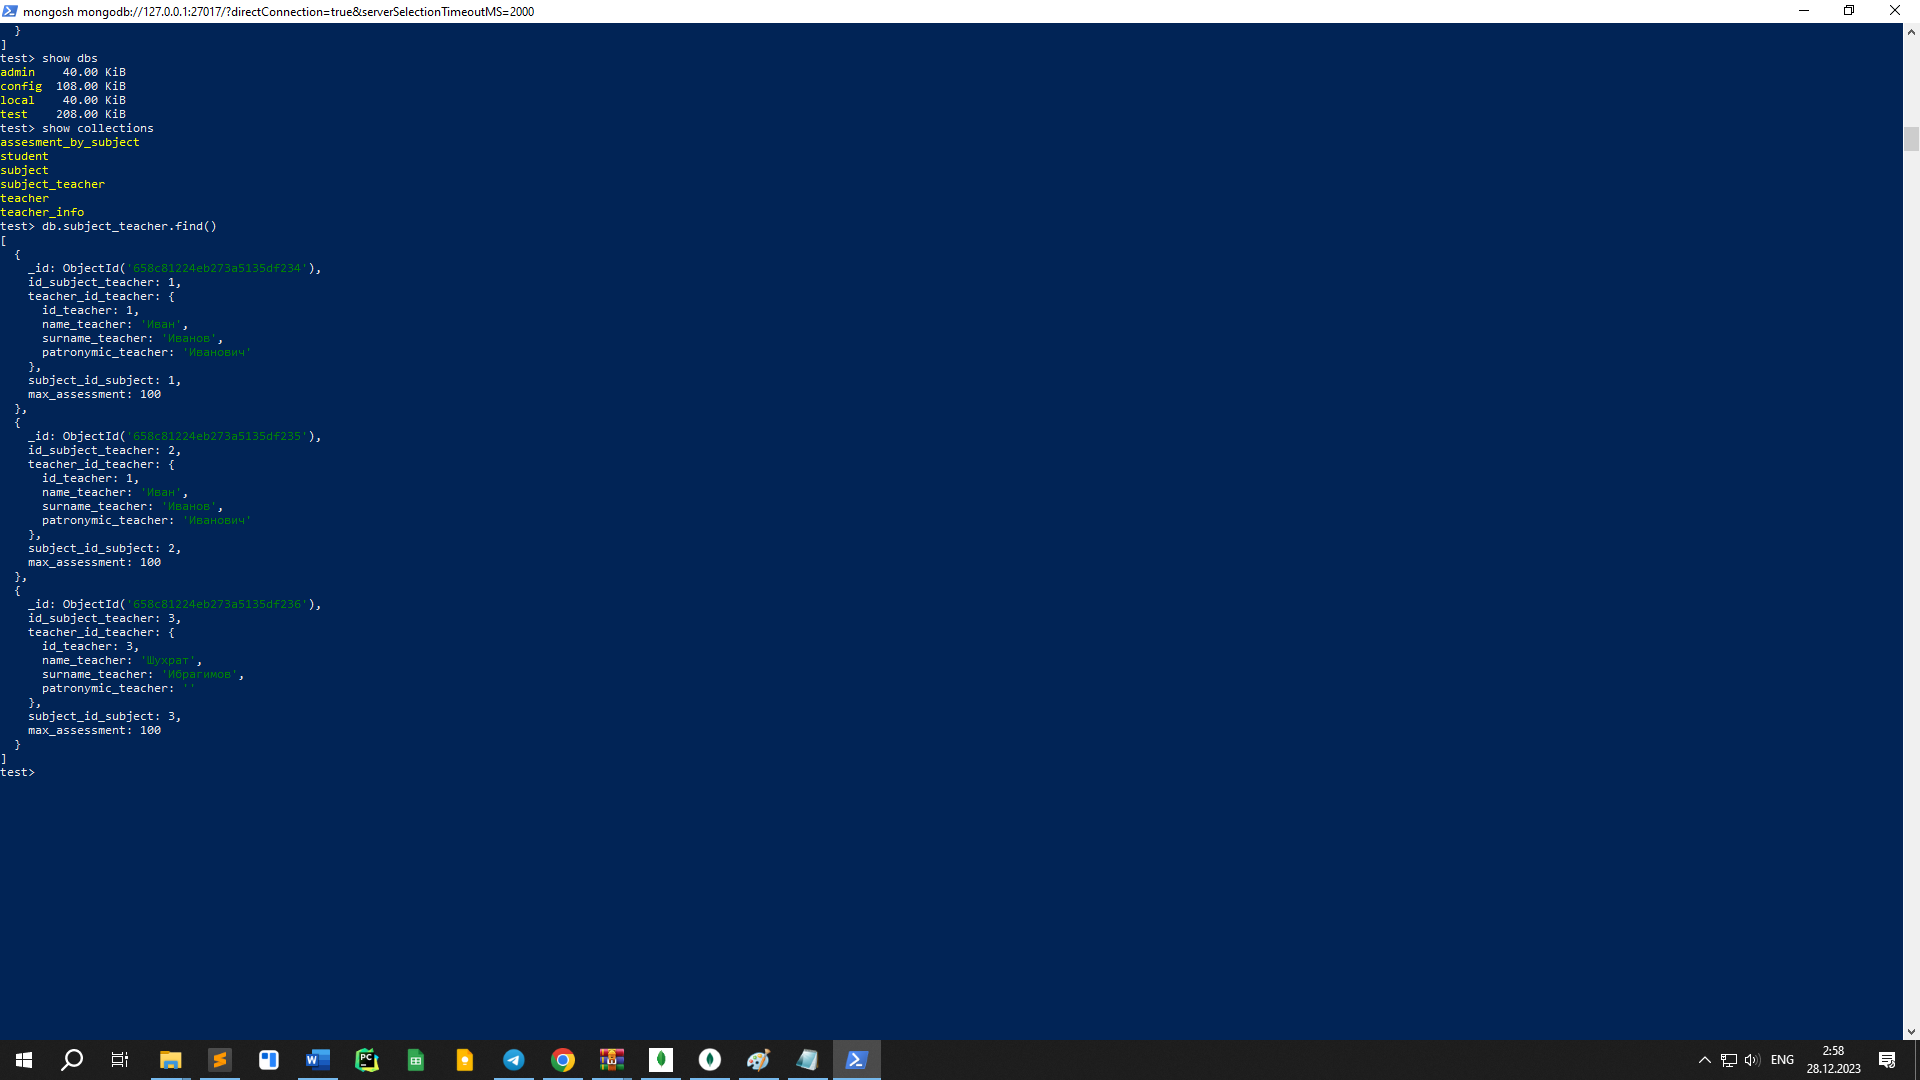 mongosh mongodb://127.0.0.1:27017/?directConnection=true&serverSelectionTimeoutMS=2000
  }
]
test> show dbs
admin    40.00 KiB
config  108.00 KiB
local    40.00 KiB
test    208.00 KiB
test> show collections
assesment_by_subject
student
subject
subject_teacher
teacher
teacher_info
test> db.subject_teacher.find()
[
  {
    _id: ObjectId('658c81224eb273a5135df234'),
    id_subject_teacher: 1,
    teacher_id_teacher: {
      id_teacher: 1,
      name_teacher: 'Иван',
      surname_teacher: 'Иванов',
      patronymic_teacher: 'Иванович'
    },
    subject_id_subject: 1,
    max_assessment: 100
  },
  {
    _id: ObjectId('658c81224eb273a5135df235'),
    id_subject_teacher: 2,
    teacher_id_teacher: {
      id_teacher: 1,
      name_teacher: 'Иван',
      surname_teacher: 'Иванов',
      patronymic_teacher: 'Иванович'
    },
    subject_id_subject: 2,
    max_assessment: 100
  },
  {
    _id: ObjectId('658c81224eb273a5135df236'),
    id_subject_teacher: 3,
    teacher_id_teacher: {
      id_teacher: 3,
      name_teacher: 'Шухрат',
      surname_teacher: 'Ибрагимов',
      patronymic_teacher: ''
    },
    subject_id_subject: 3,
    max_assessment: 100
  }
]
test>
ENG
2:58
28.12.2023